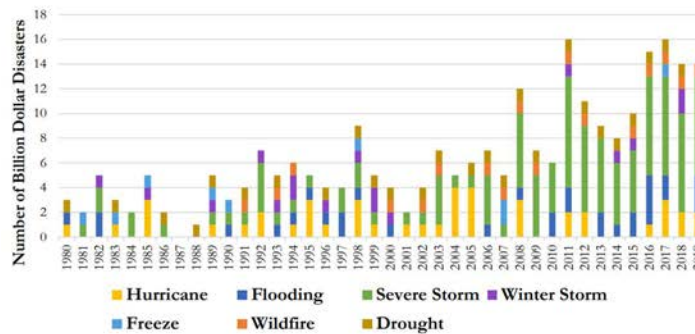 Number of Billion Dollar Disasters
18
16
14
12
10
8
6
4
2
0
1980 1981 1982 1983 1984 1985 1986 1987 1988 1989 1990 1991 1992 1993 1994 1995 1996 1997 1998 1999 2000 2001 2002 2003 2004 2005 2006 2007 2008 2009 2010 2011 2012 2013 2014 2015 2016 2017 2018
Hurricane Flooding Severe Storm Winter Storm
Freeze Wildfire Drought